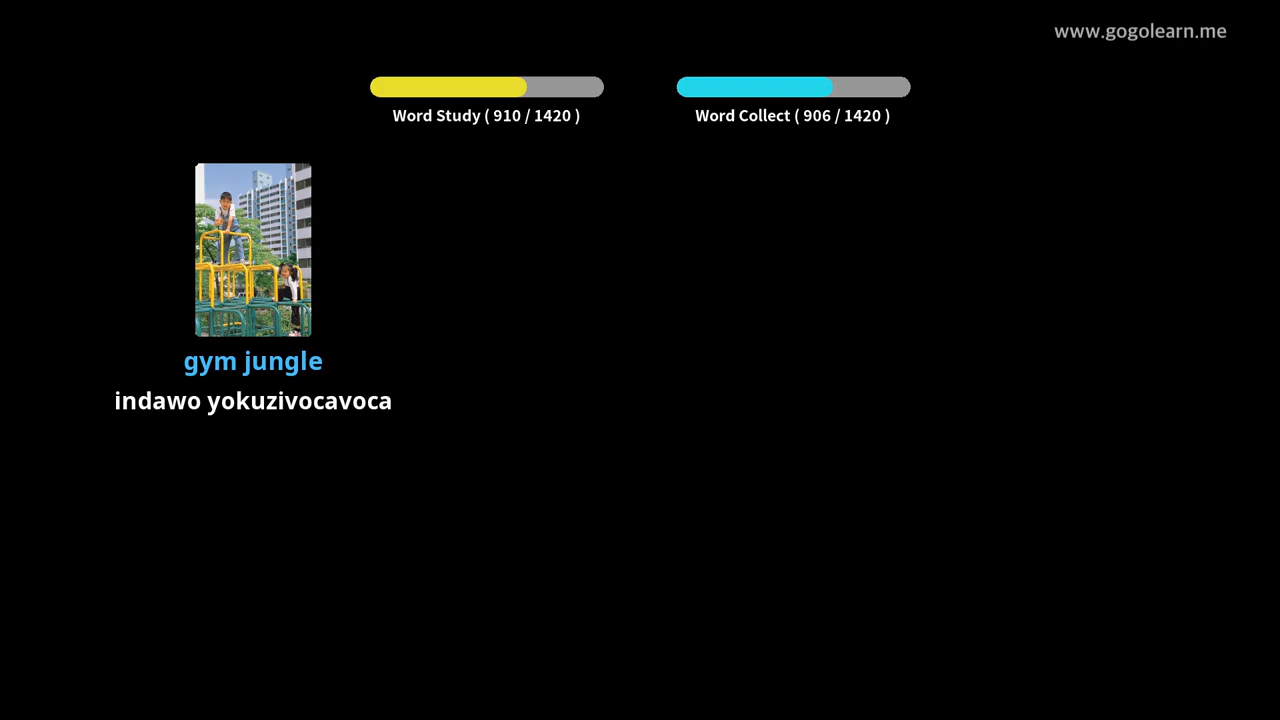 www.gogolearn.me
Word Study ( 910 / 1420 )
Word Collect ( 906 / 1420 )
gym jungle
indawo yokuzivocavoca